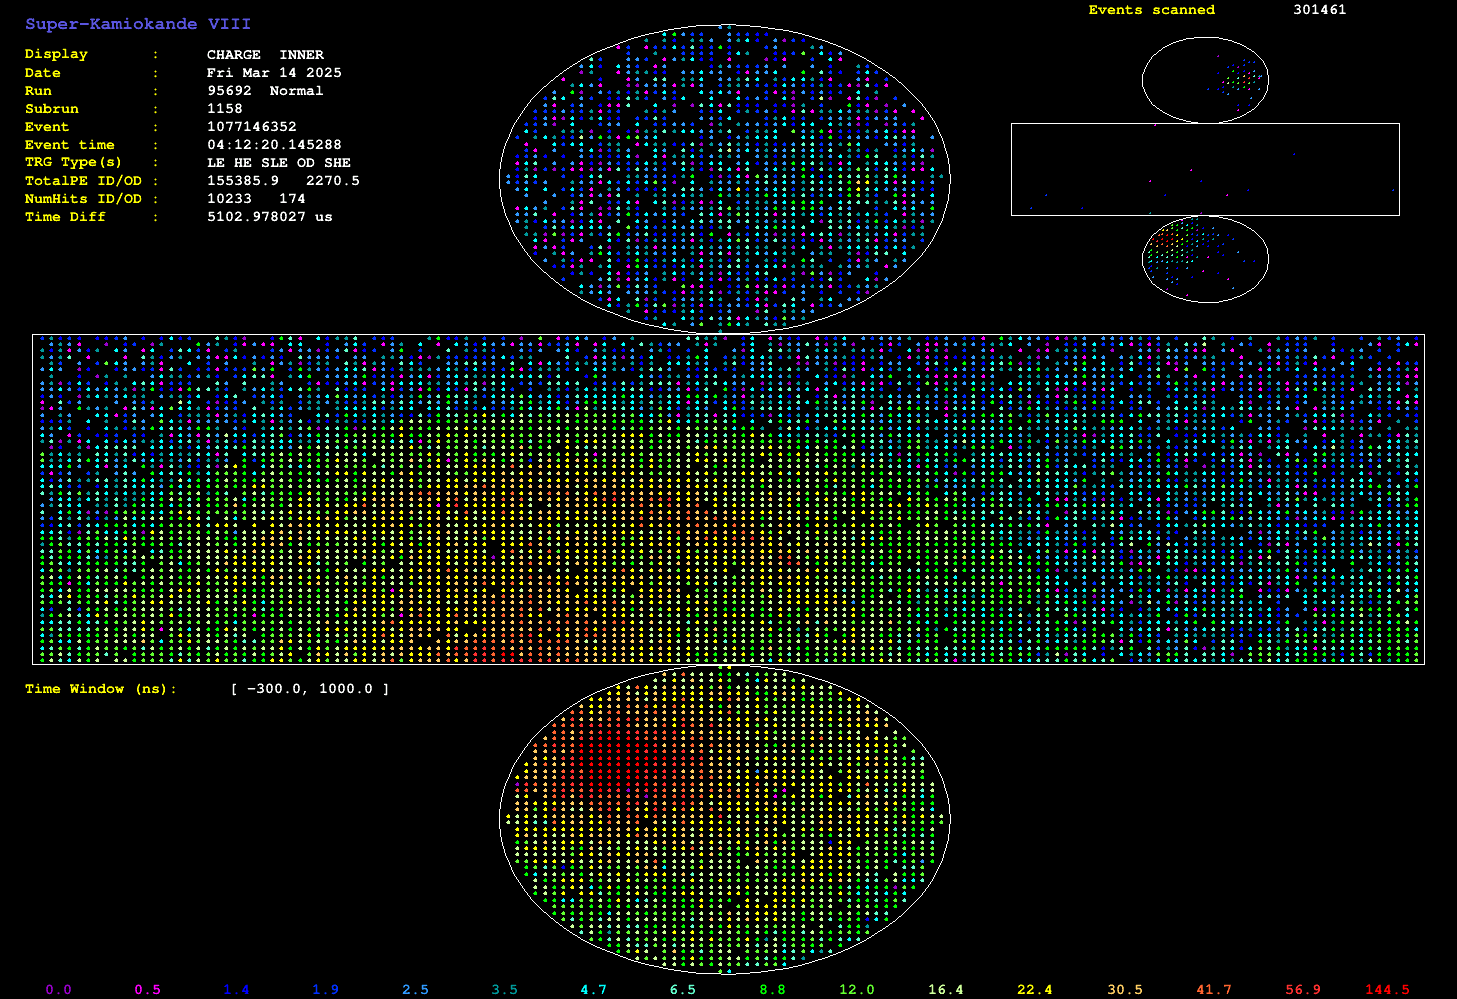 Super-Kamiokande VIII
Events scanned 301461
Display : CHARGE INNER
Date : Fri Mar 14 2025
Run : 95692 Normal
Subrun : 1158
Event : 1077146352
Event time : 04:12:20.145288
TRG Type(s) : LE HE SLE OD SHE
TotalPE ID/OD : 155385.9 2270.5
NumHits ID/OD : 10233 174
Time Diff : 5102.978027 us
Time Window (ns): [ -300.0, 1000.0 ]
0.0 0.5 1.4 1.9 2.5 3.5 4.7 6.5 8.8 12.0 16.4 22.4 30.5 41.7 56.9 144.5